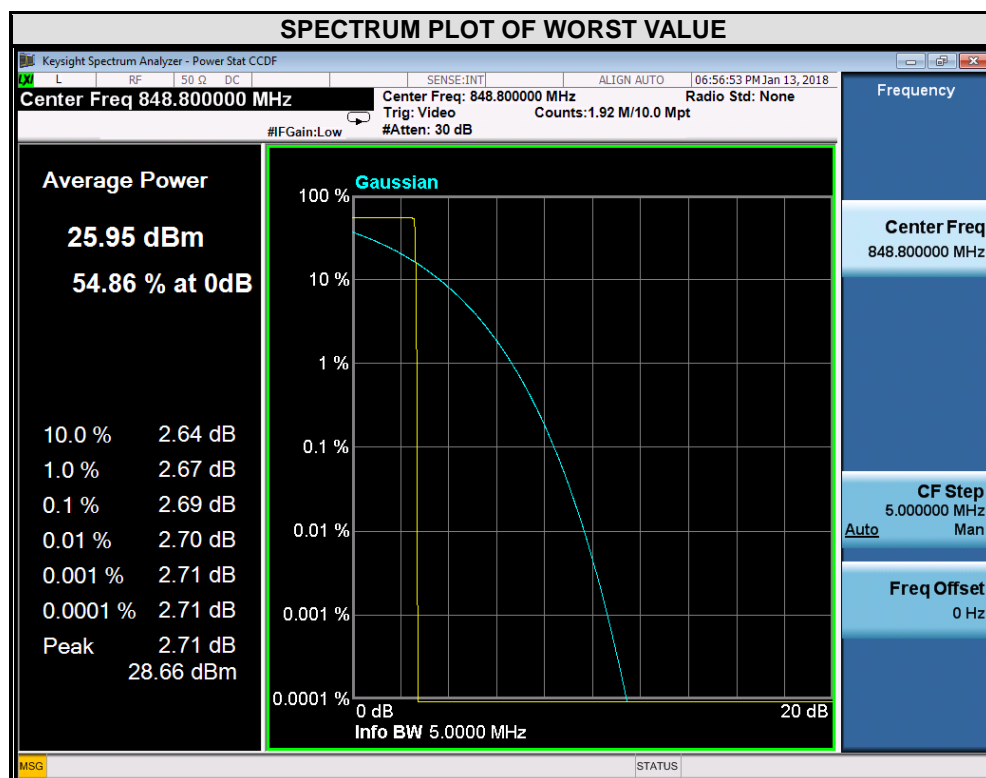 SPECTRUM PLOT OF WORST VALUE
Keysight Spectrum Analyzer - Power Stat CCDF
LXI L RF 50 Ω DC SENSE:INT ALIGN AUTO 06:56:53 PM Jan 13, 2018
Center Freq 848.800000 MHz
Center Freq: 848.800000 MHz Radio Std: None
Trig: Video Counts:1.92 M/10.0 Mpt
#IFGain:Low #Atten: 30 dB
Average Power
25.95 dBm
54.86 % at 0dB
10.0 % 2.64 dB
1.0 % 2.67 dB
0.1 % 2.69 dB
0.01 % 2.70 dB
0.001 % 2.71 dB
0.0001 % 2.71 dB
Peak 2.71 dB
28.66 dBm
Gaussian
100 %
10 %
1 %
0.1 %
0.01 %
0.001 %
0.0001 %
0 dB 20 dB
Info BW 5.0000 MHz
Frequency
Center Freq
848.800000 MHz
CF Step
5.000000 MHz
Auto Man
Freq Offset
0 Hz
MSG STATUS